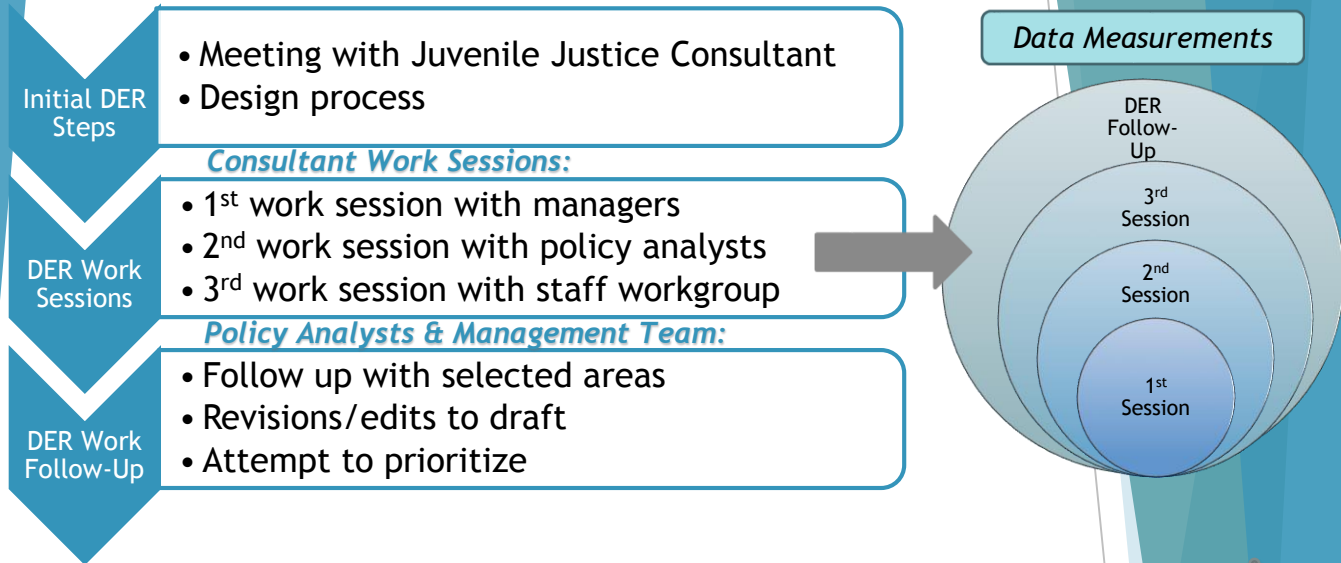 Initial DER
Steps
• Meeting with Juvenile Justice Consultant
• Design process
Consultant Work Sessions:
DER Work
Sessions
• 1st work session with managers
• 2nd work session with policy analysts
• 3rd work session with staff workgroup
Policy Analysts & Management Team:
DER Work
Follow-Up
• Follow up with selected areas
• Revisions/edits to draft
• Attempt to prioritize
Data Measurements
DER
Follow-
Up
3rd
Session
2nd
Session
1st
Session